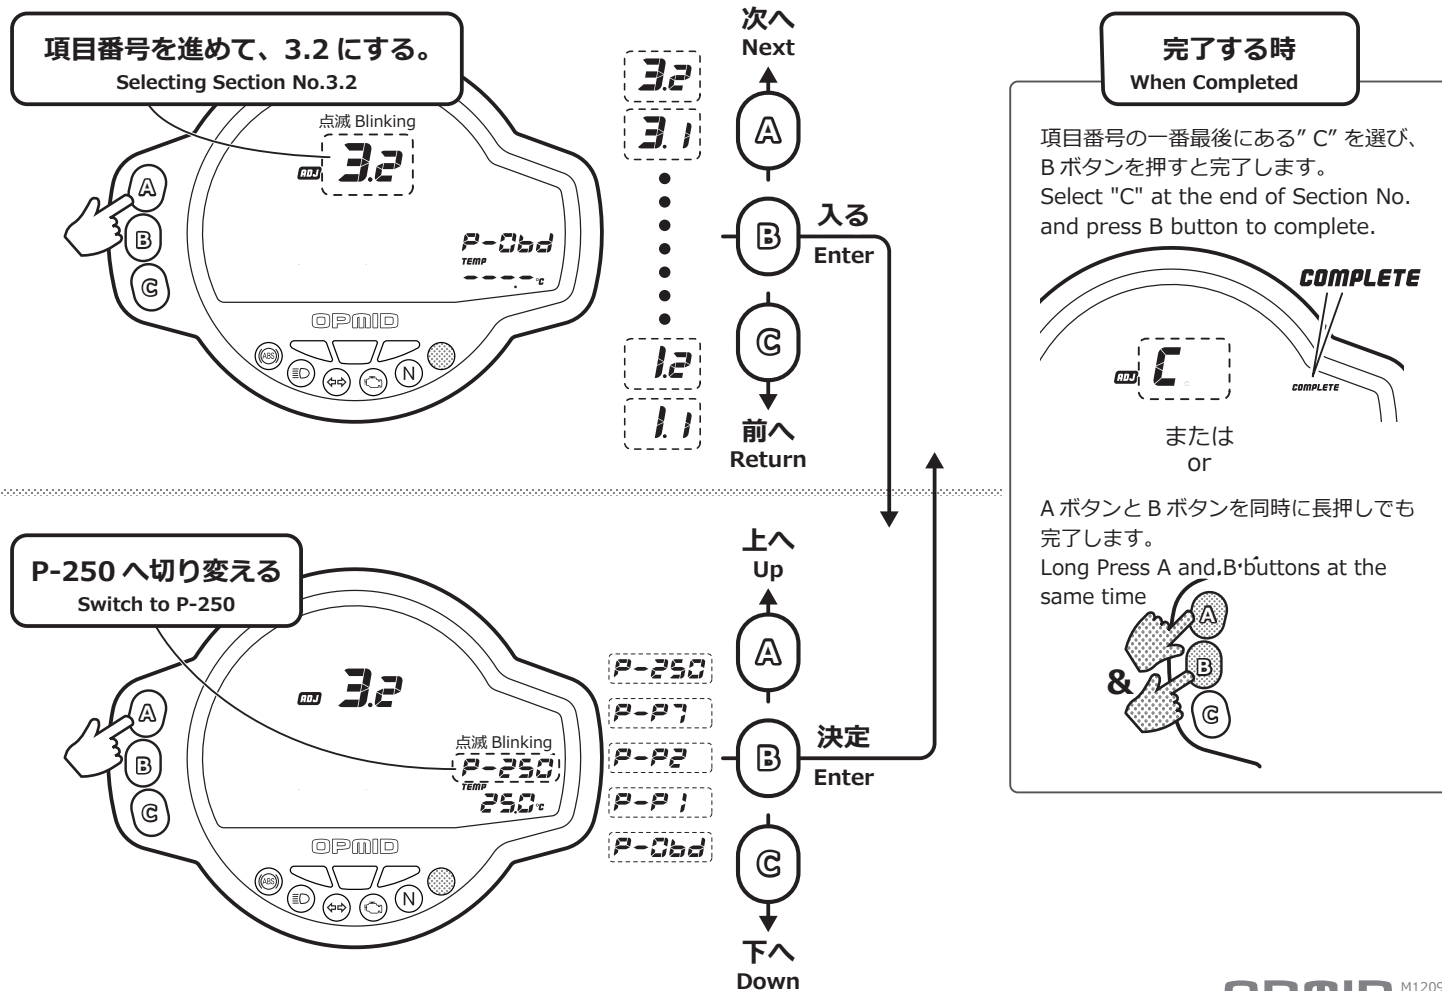 項目番号を進めて、3.2 にする。
Selecting Section No.3.2
点滅 Blinking
3.2
ADJ
A
B
C
P-Obd
TEMP
----.-°C
OPMID
ABS
N
3.2
3.1
1.2
1.1
次へ
Next
A
B
入る
Enter
C
前へ
Return
P-250 へ切り変える
Switch to P-250
ADJ
3.2
点滅 Blinking
P-250
TEMP
25.0°C
A
B
C
OPMID
ABS
N
P-250
P-P7
P-P2
P-P1
P-Obd
上へ
Up
A
B
決定
Enter
C
下へ
Down
完了する時
When Completed
項目番号の一番最後にある” C” を選び、
B ボタンを押すと完了します。
Select "C" at the end of Section No.
and press B button to complete.
COMPLETE
ADJ
C
COMPLETE
または
or
A ボタンと B ボタンを同時に長押しでも
完了します。
Long Press A and B buttons at the
same time
A
&
B
C
OPMID
M1209